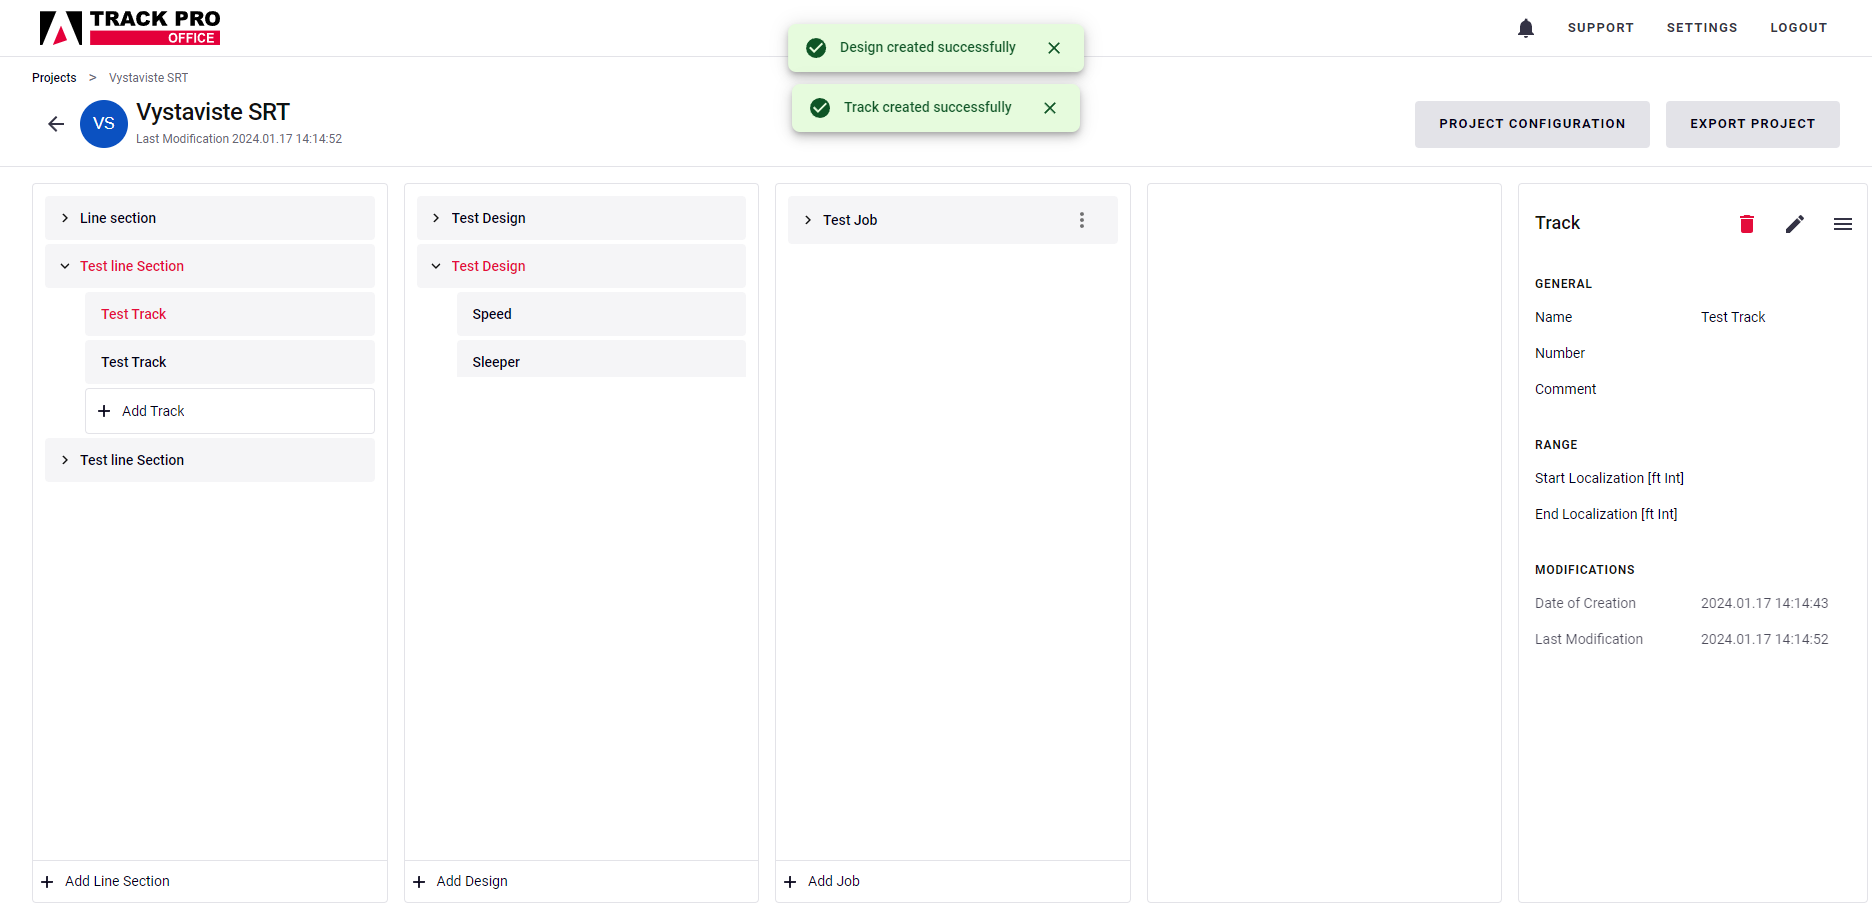 TRACK PRO
OFFICE
Design created successfully
Track created successfully
SUPPORT
SETTINGS
LOGOUT
Projects > Vystaviste SRT
VS
Vystaviste SRT
Last Modification 2024.01.17 14:14:52
PROJECT CONFIGURATION
EXPORT PROJECT
Line section
Test line Section
Test Track
Test Track
Add Track
Test line Section
Add Line Section
Test Design
Test Design
Speed
Sleeper
Add Design
Test Job
Add Job
Track
GENERAL
Name Test Track
Number
Comment
RANGE
Start Localization [ft Int]
End Localization [ft Int]
MODIFICATIONS
Date of Creation 2024.01.17 14:14:43
Last Modification 2024.01.17 14:14:52